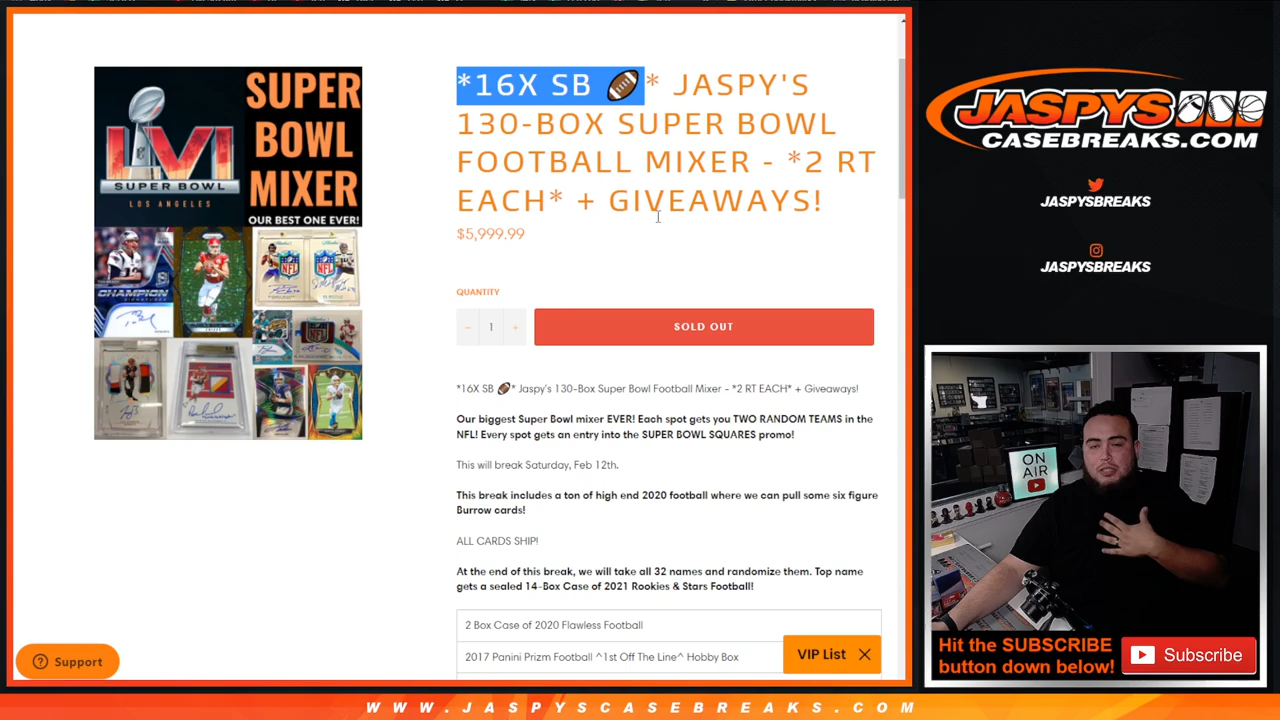 LVI
SUPER BOWL
LOS ANGELES
SUPER
BOWL
MIXER
OUR BEST ONE EVER!
CHAMPION
NFL
NFL
*16X SB 🏈* JASPY'S
130-BOX SUPER BOWL
FOOTBALL MIXER - *2 RT
EACH* + GIVEAWAYS!
$5,999.99
QUANTITY
− 1 +
SOLD OUT
*16X SB 🏈* Jaspy's 130-Box Super Bowl Football Mixer - *2 RT EACH* + Giveaways!
Our biggest Super Bowl mixer EVER! Each spot gets you TWO RANDOM TEAMS in the
NFL! Every spot gets an entry into the SUPER BOWL SQUARES promo!
This will break Saturday, Feb 12th.
This break includes a ton of high end 2020 football where we can pull some six figure
Burrow cards!
ALL CARDS SHIP!
At the end of this break, we will take all 32 names and randomize them. Top name
gets a sealed 14-Box Case of 2021 Rookies & Stars Football!
2 Box Case of 2020 Flawless Football
2017 Panini Prizm Football ^1st Off The Line^ Hobby Box
Support
VIP List
JASPYS
CASEBREAKS.COM
JASPYSBREAKS
JASPYSBREAKS
ON
AIR
Hit the SUBSCRIBE
button down below!
Subscribe
WWW.JASPYSCASEBREAKS.COM